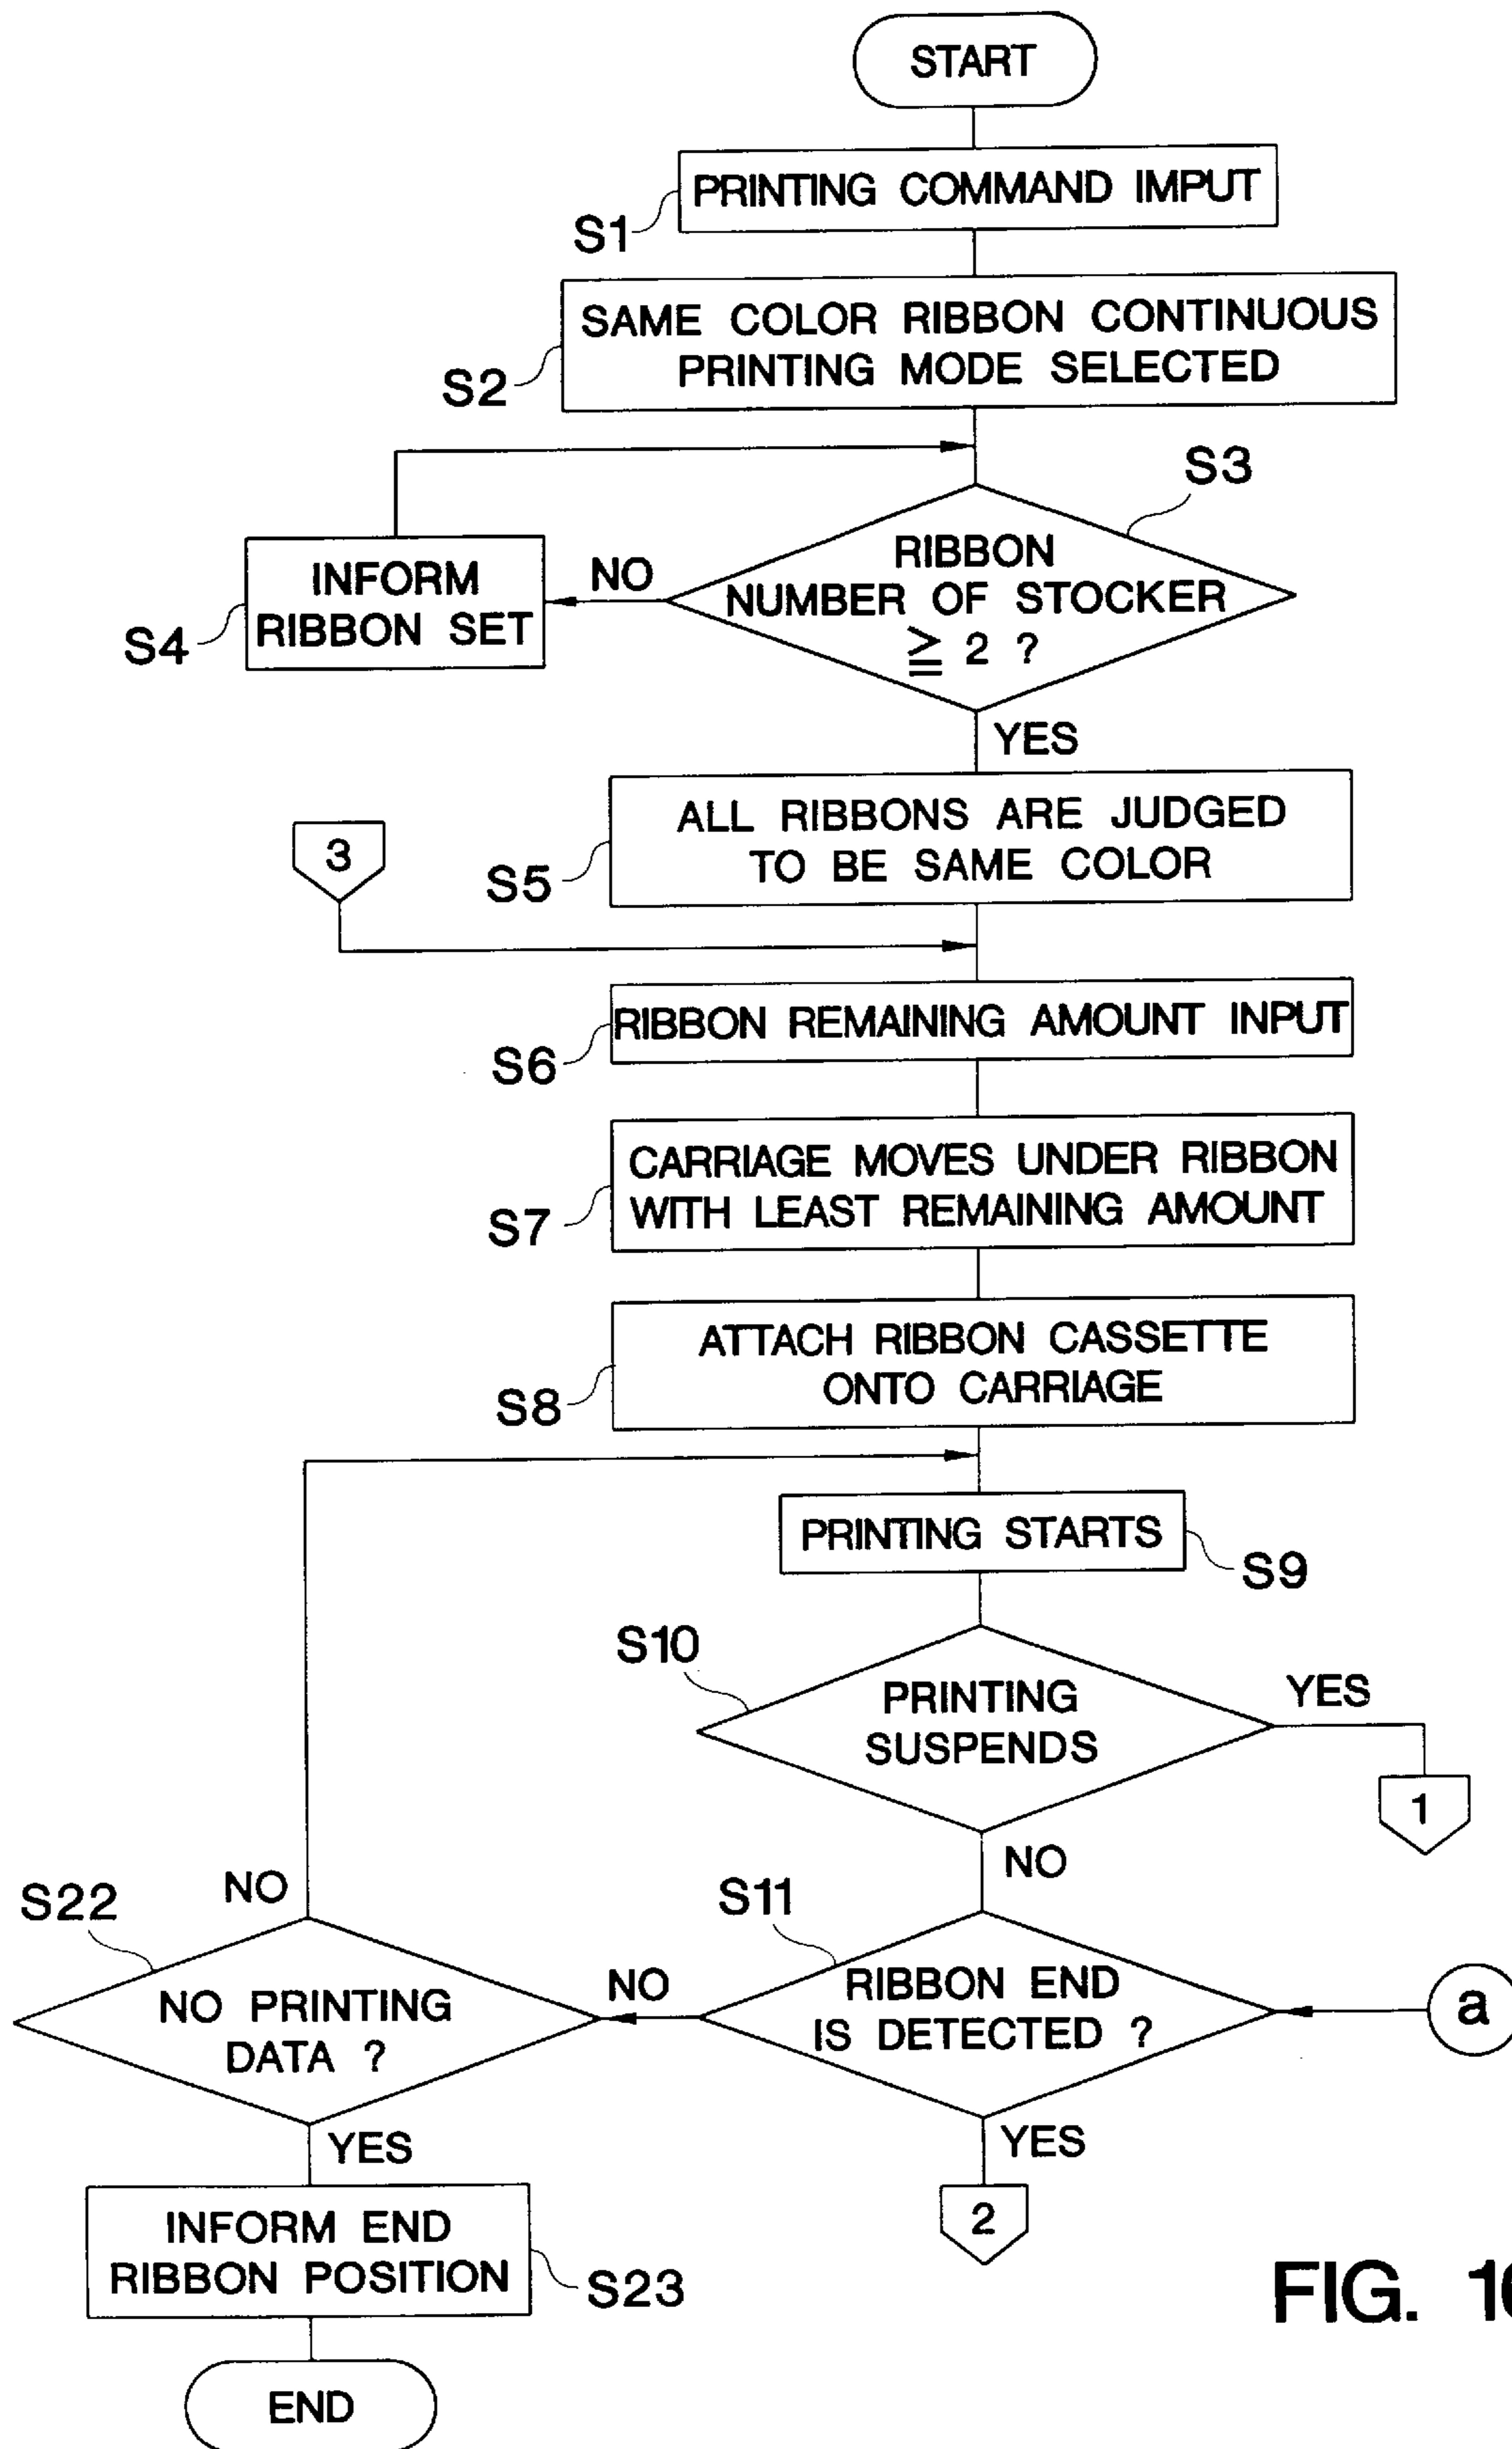 START
PRINTING COMMAND IMPUT
S1
SAME COLOR RIBBON CONTINUOUS
PRINTING MODE SELECTED
S2
S3
RIBBON
NUMBER OF STOCKER
≧ 2 ?
NO
INFORM
RIBBON SET
S4
YES
ALL RIBBONS ARE JUDGED
TO BE SAME COLOR
S5
3
RIBBON REMAINING AMOUNT INPUT
S6
CARRIAGE MOVES UNDER RIBBON
WITH LEAST REMAINING AMOUNT
S7
ATTACH RIBBON CASSETTE
ONTO CARRIAGE
S8
PRINTING STARTS
S9
S10
PRINTING
SUSPENDS
YES
1
NO
S11
RIBBON END
IS DETECTED ?
a
NO
YES
2
S22
NO
NO PRINTING
DATA ?
YES
INFORM END
RIBBON POSITION
S23
END
FIG.